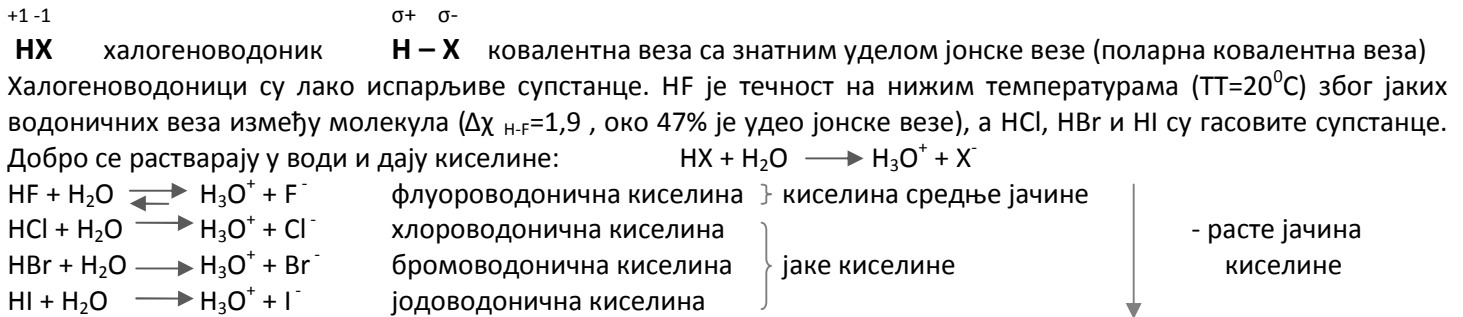 +1 -1 σ+ σ-
HX халогеноводоник H – X ковалентна веза са знатним уделом јонске везе (поларна ковалентна веза)
Халогеноводоници су лако испарљиве супстанце. HF је течност на нижим температурама (ТТ=20⁰C) због јаких
водоничних веза између молекула (Δχ H-F=1,9 , око 47% је удео јонске везе), а HCl, HBr и HI су гасовите супстанце.
Добро се растварају у води и дају киселине: HX + H₂O ⟶ H₃O⁺ + X⁻
HF + H₂O ⇄ H₃O⁺ + F⁻ флуороводонична киселина } киселина средње јачине
HCl + H₂O ⟶ H₃O⁺ + Cl⁻ хлороводонична киселина - расте јачина
HBr + H₂O ⟶ H₃O⁺ + Br⁻ бромоводонична киселина } јаке киселине киселине
HI + H₂O ⟶ H₃O⁺ + I⁻ јодоводонична киселина